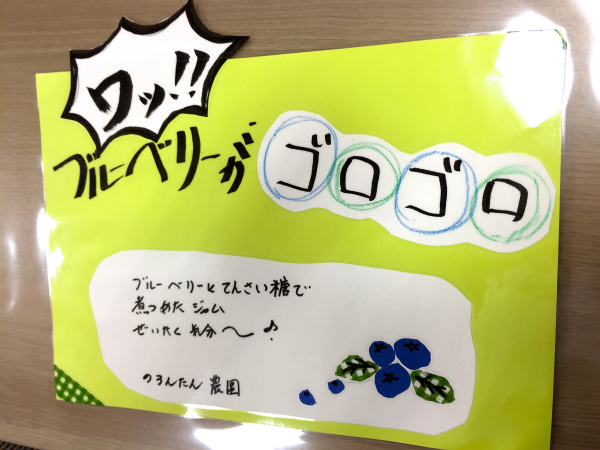 ワッ!!
ブルーベリーが ゴロゴロ
ブルーベリーとてんさい糖で
煮つめた ジャム
ぜいたく 気分〜♪
のろんたん 農園